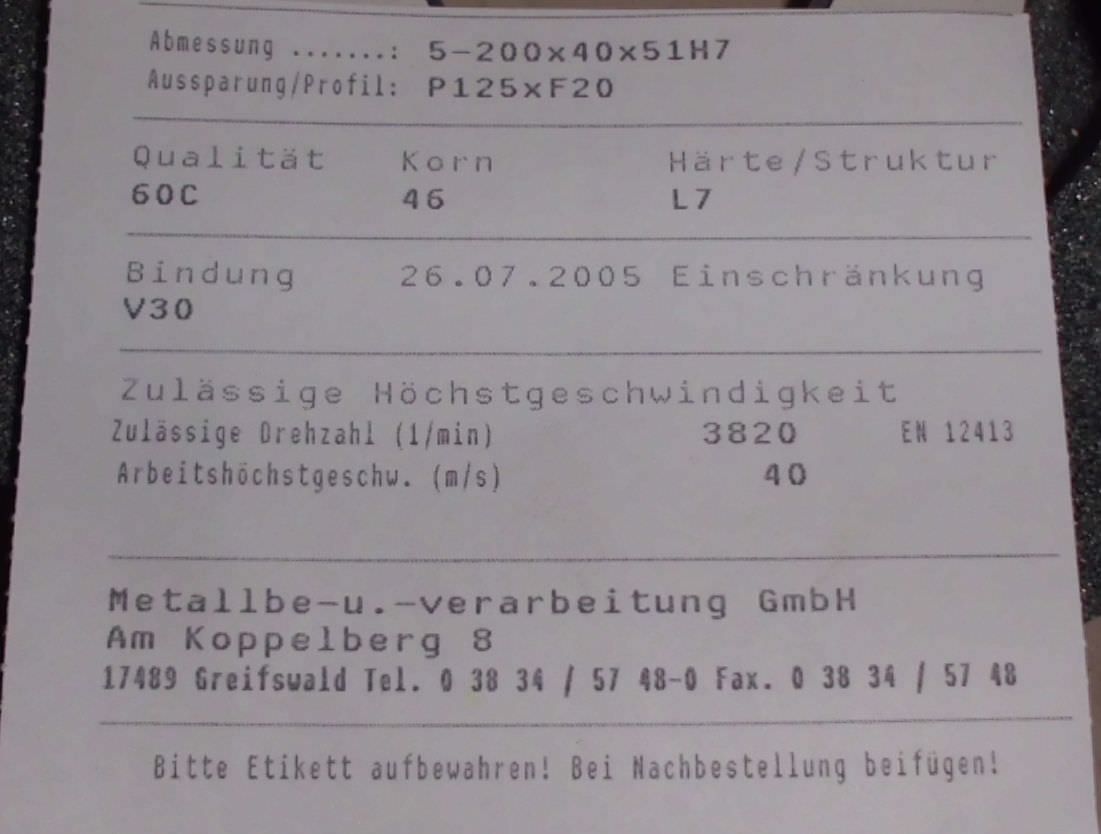 Abmessung .......: 5-200x40x51H7
Aussparung/Profil: P125xF20
Qualität Korn Härte/Struktur
60C 46 L7
Bindung 26.07.2005 Einschränkung
V30
Zulässige Höchstgeschwindigkeit
Zulässige Drehzahl (1/min) 3820 EN 12413
Arbeitshöchstgeschw. (m/s) 40
Metallbe-u.-verarbeitung GmbH
Am Koppelberg 8
17489 Greifswald Tel. 0 38 34 / 57 48-0 Fax. 0 38 34 / 57 48
Bitte Etikett aufbewahren! Bei Nachbestellung beifügen!